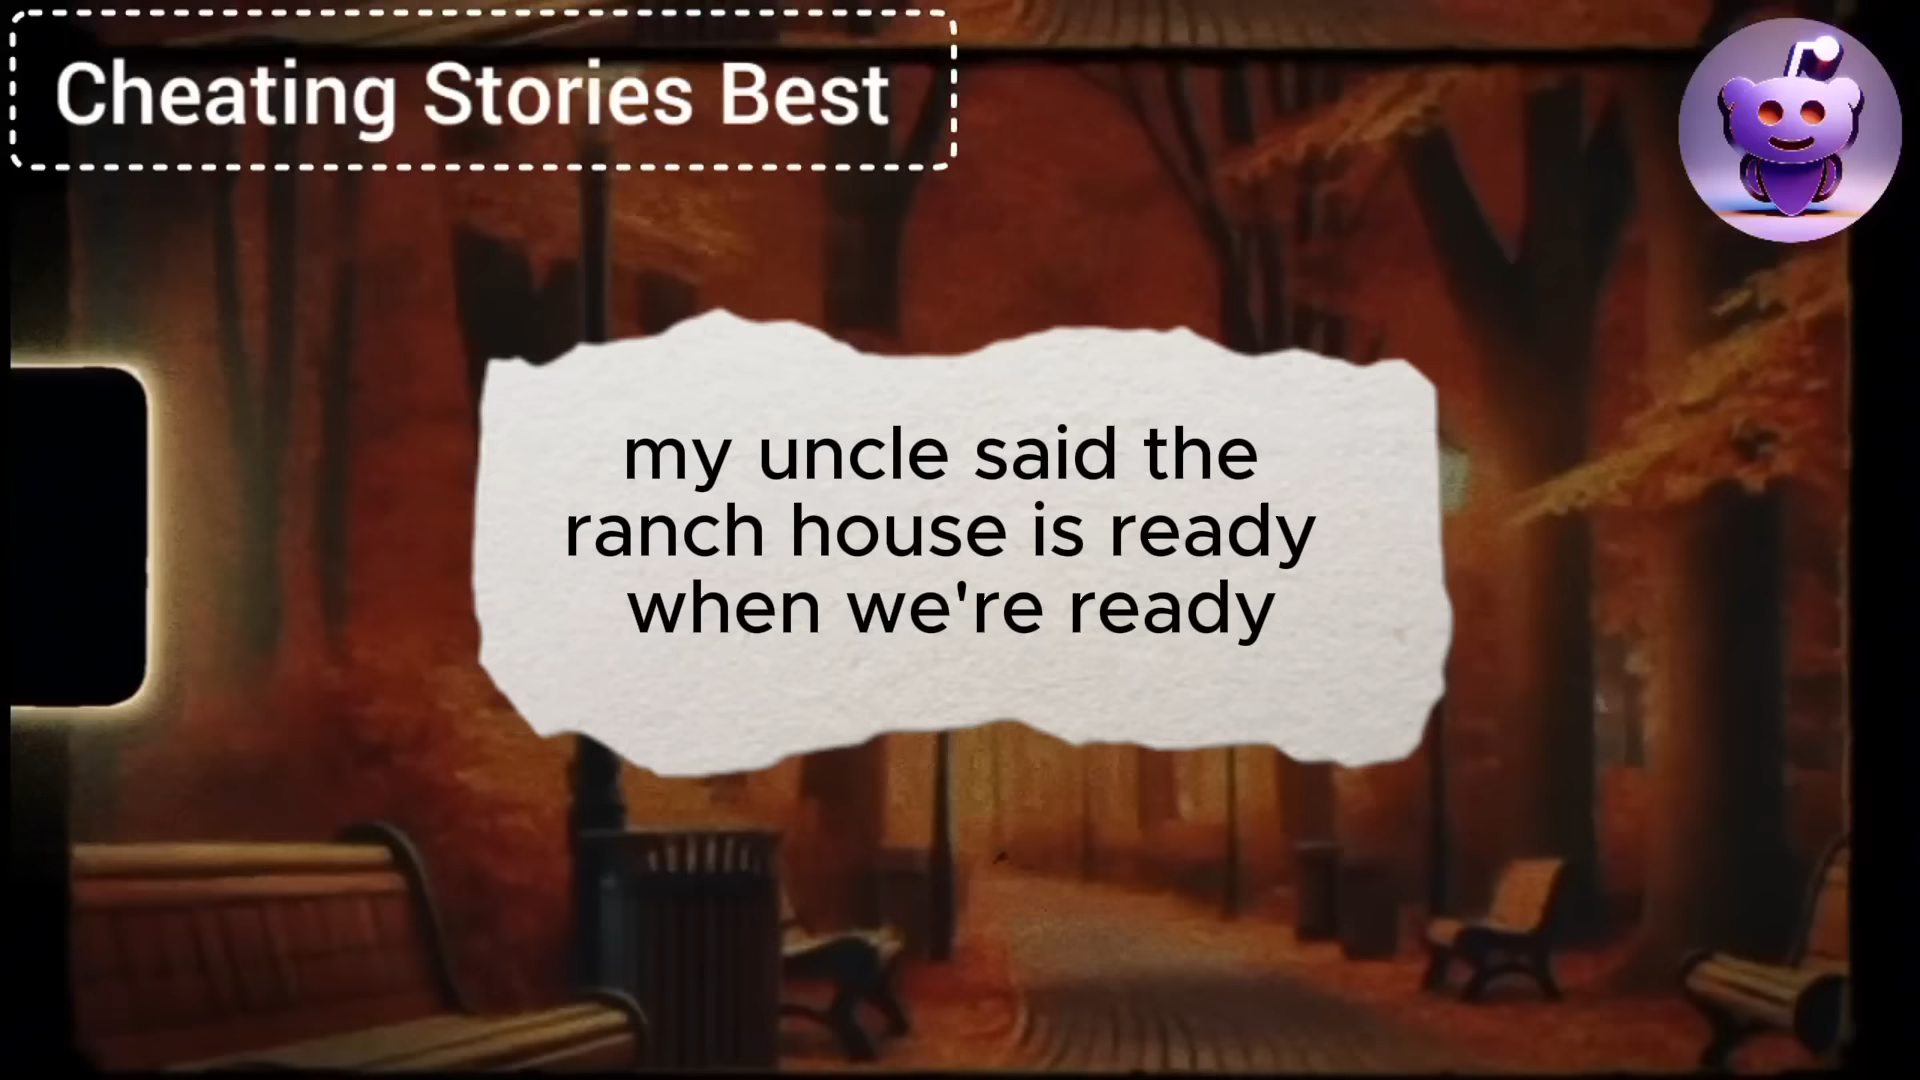 Cheating Stories Best
my uncle said the
ranch house is ready
when we're ready